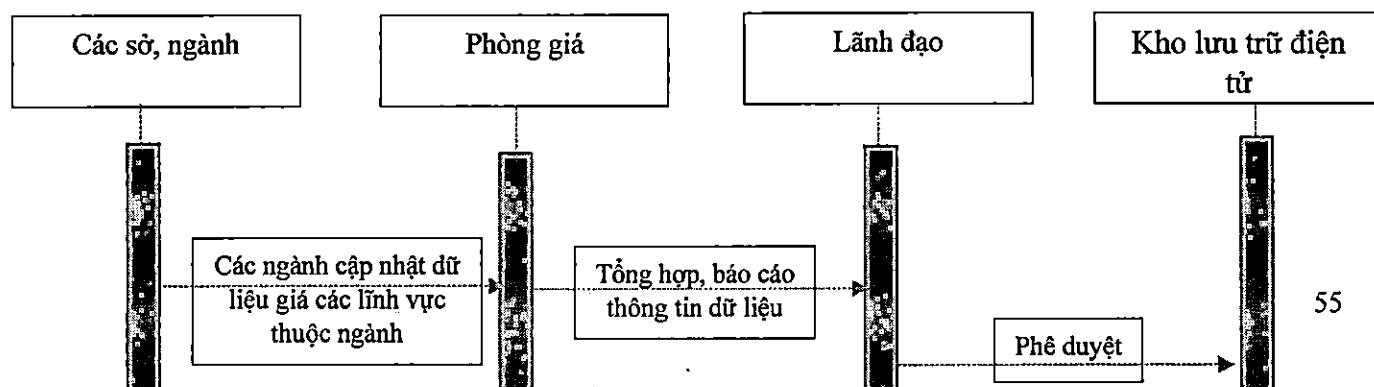 Các sở, ngành
Phòng giá
Lãnh đạo
Kho lưu trữ điện
tử
Các ngành cập nhật dữ
liệu giá các lĩnh vực
thuộc ngành
Tổng hợp, báo cáo
thông tin dữ liệu
55
Phê duyệt